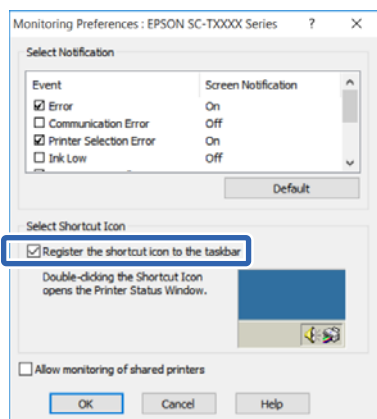 Monitoring Preferences : EPSON SC-TXXXX Series ? ×
Select Notification
Event Screen Notification
Error On
Communication Error Off
Printer Selection Error On
Ink Low Off
Default
Select Shortcut Icon
Register the shortcut icon to the taskbar
Double-clicking the Shortcut Icon
opens the Printer Status Window.
Allow monitoring of shared printers
OK Cancel Help